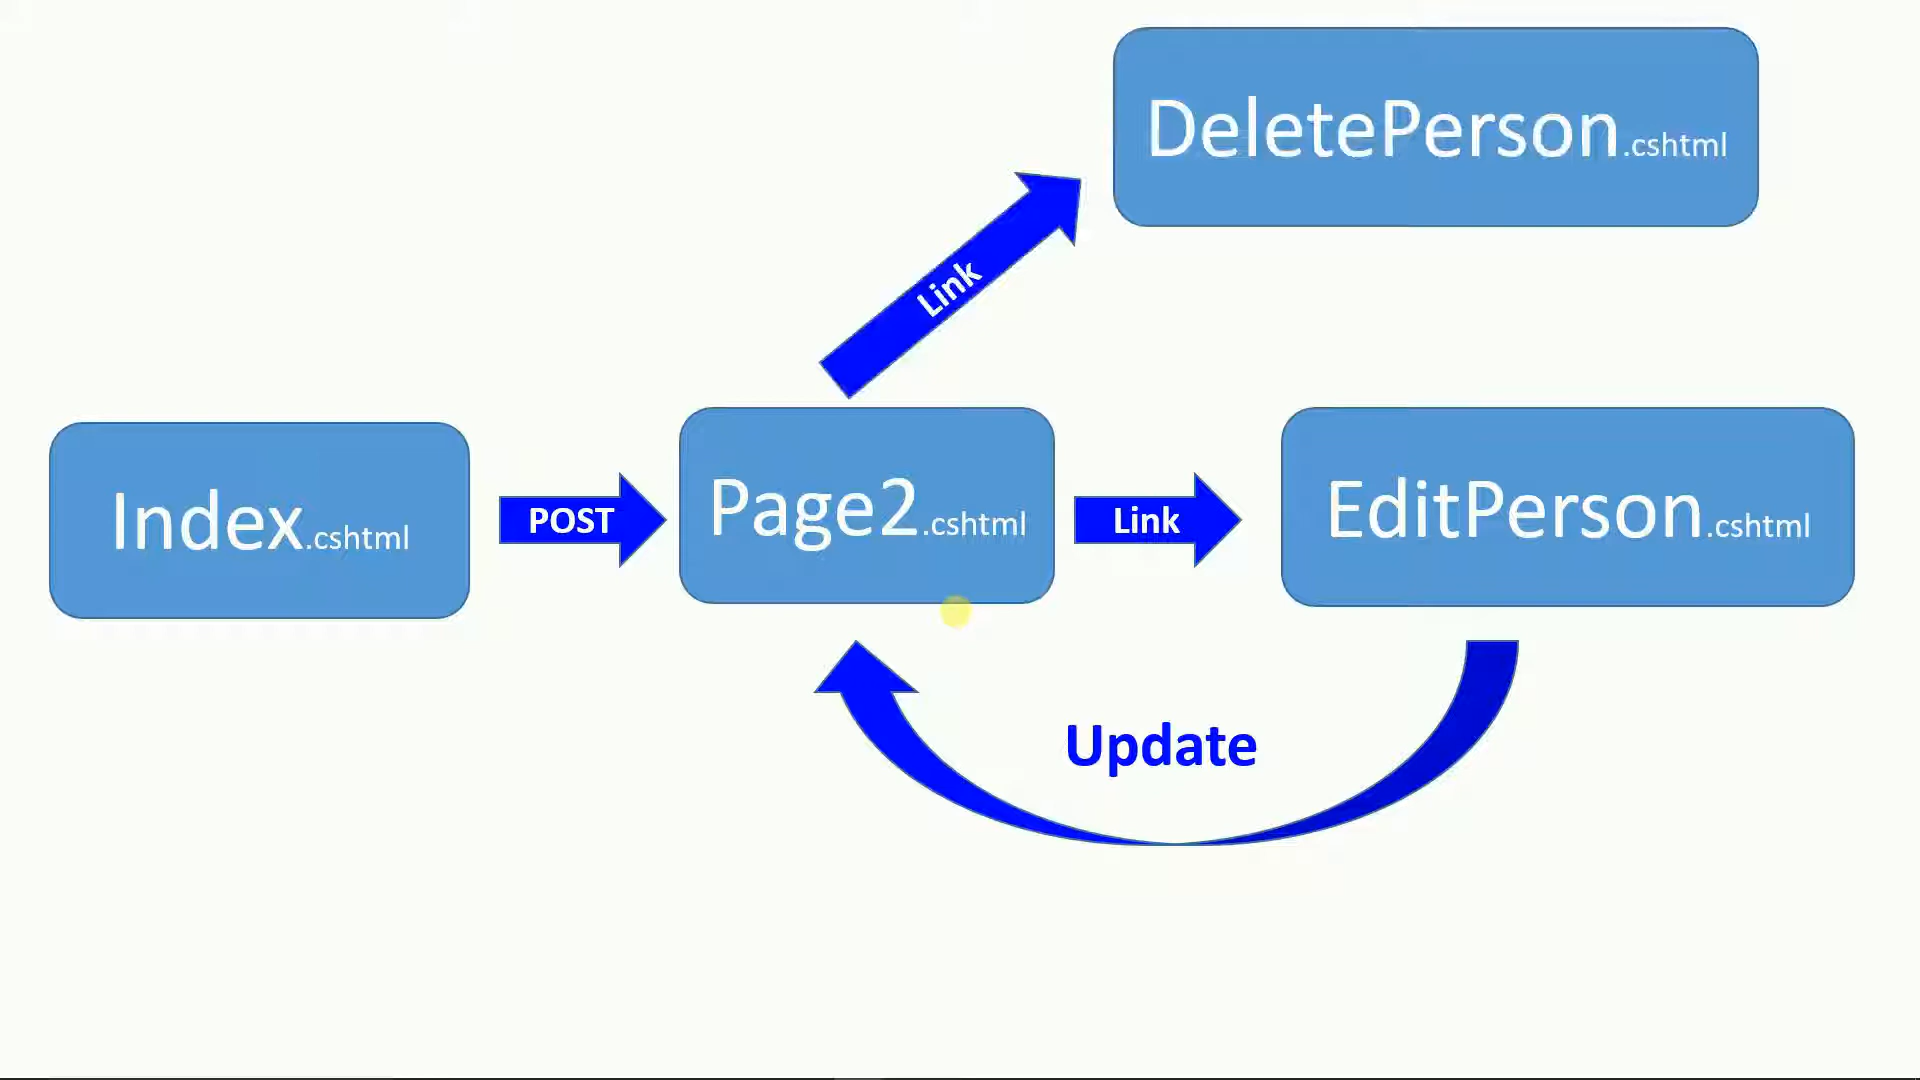 DeletePerson.cshtml
Link
Index.cshtml
POST
Page2.cshtml
Link
EditPerson.cshtml
Update